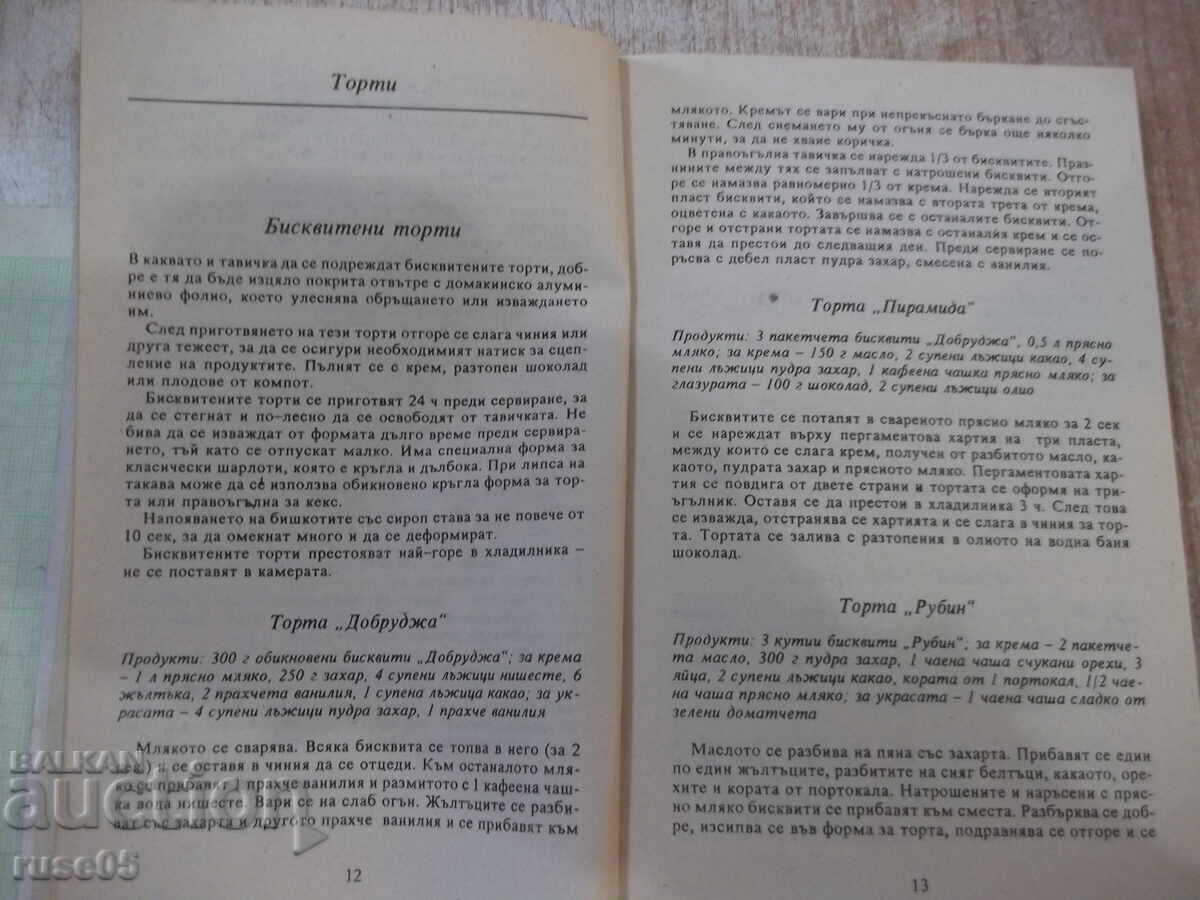 Торти
Бисквитени торти
В каквато и тавичка да се подреждат бисквитените торти, доб-
ре е тя да бъде изцяло покрита отвътре с домакинско алуми-
ниево фолио, което улеснява обръщането или изваждането
им.
След приготвянето на тези торти отгоре се слага чиния или
друга тежест, за да се осигури необходимият натиск за сцеп-
ление на продуктите. Пълнят се с крем, разтопен шоколад
или плодове от компот.
Бисквитените торти се приготвят 24 ч преди сервиране, за
да се стегнат и по-лесно да се освободят от тавичката. Не
бива да се изваждат от формата дълго време преди сервира-
нето, тъй като се отпускат малко. Има специална форма за
класически шарлоти, която е кръгла и дълбока. При липса на
такава може да се използва обикновено кръгла форма за тор-
та или правоъгълна за кекс.
Напояването на бишкотите със сироп става за не повече от
10 сек, за да омекнат много и да се деформират.
Бисквитените торти престояват най-горе в хладилника –
не се поставят в камерата.
Торта „Добруджа“
Продукти: 300 г обикновени бисквити „Добруджа“; за крема
– 1 л прясно мляко, 250 г захар, 4 супени лъжици нишесте, 6
жълтъка, 2 прахчета ванилия, 1 супена лъжица какао; за ук-
расата – 4 супени лъжици пудра захар, 1 прахче ванилия
Млякото се сварява. Всяка бисквита се топва в него (за 2
сек.) и се оставя в чиния да се отцеди. Към останалото мля-
ко се прибавят 1 прахче ванилия и размитото с 1 кафеена чаш-
ка вода нишесте. Вари се на слаб огън. Жълтъците се разби-
ват със захарта и другото прахче ванилия и се прибавят към
12
млякото. Кремът се вари при непрекъснато бъркане до сгъс-
тяване. След снемането му от огъня се бърка още няколко
минути, за да не хване коричка.
В правоъгълна тавичка се нарежда 1/3 от бисквитите. Праз-
нините между тях се запълват с натрошени бисквити. Отго-
ре се намазва равномерно 1/3 от крема. Нарежда се вторият
пласт бисквити, който се намазва с втората трета от крема,
оцветена с какаото. Завършва се с останалите бисквити. От-
горе и отстрани тортата се намазва с останалия крем и се ос-
тавя да престои до следващия ден. Преди сервиране се по-
ръсва с дебел пласт пудра захар, смесена с ванилия.
Торта „Пирамида“
Продукти: 3 пакетчета бисквити „Добруджа“, 0,5 л прясно
мляко; за крема – 150 г масло, 2 супени лъжици какао, 4 су-
пени лъжици пудра захар, 1 кафеена чашка прясно мляко; за
глазурата – 100 г шоколад, 2 супени лъжици олио
Бисквитите се потапят в свареното прясно мляко за 2 сек
и се нареждат върху пергаментова хартия на три пласта,
между които се слага крем, получен от разбитото масло, ка-
каото, пудрата захар и прясното мляко. Пергаментовата хар-
тия се повдига от двете страни и тортата се оформя на три-
ъгълник. Оставя се да престои в хладилника 3 ч. След това
се изважда, отстранява се хартията и се слага в чиния за тор-
та. Тортата се залива с разтопения в олиото на водна баня
шоколад.
Торта „Рубин“
Продукти: 3 кутии бисквити „Рубин“; за крема – 2 пакетче-
та масло, 300 г пудра захар, 1 чаена чаша счукани орехи, 3
яйца, 2 супени лъжици какао, кората от 1 портокал, 1/2 чае-
на чаша прясно мляко; за украсата – 1 чаена чаша сладко от
зелени доматчета
Маслото се разбива на пяна със захарта. Прибавят се един
по един жълтъците, разбитите на сняг белтъци, какаото, оре-
хите и кората от портокала. Натрошените и наръсени с пряс-
но мляко бисквити се прибавят към сместа. Разбърква се доб-
ре, изсипва се във форма за торта, подравнява се отгоре и се
13
BALKAN
auctio
ruse05